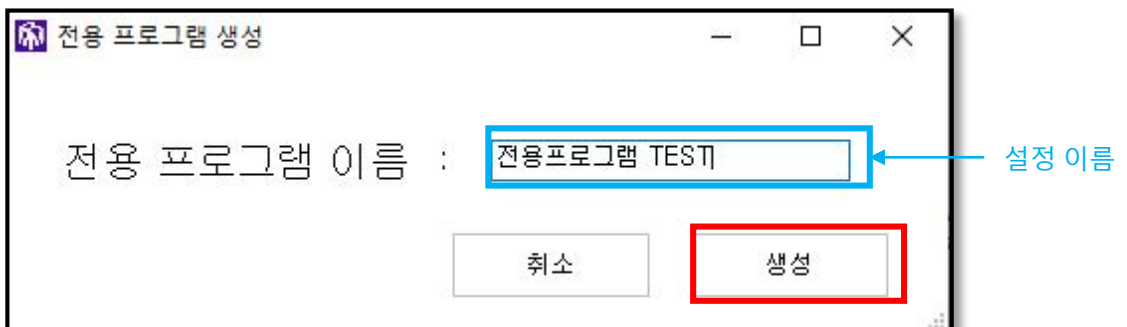 전용 프로그램 생성
전용 프로그램 이름 : 전용프로그램 TEST
설정 이름
취소 생성